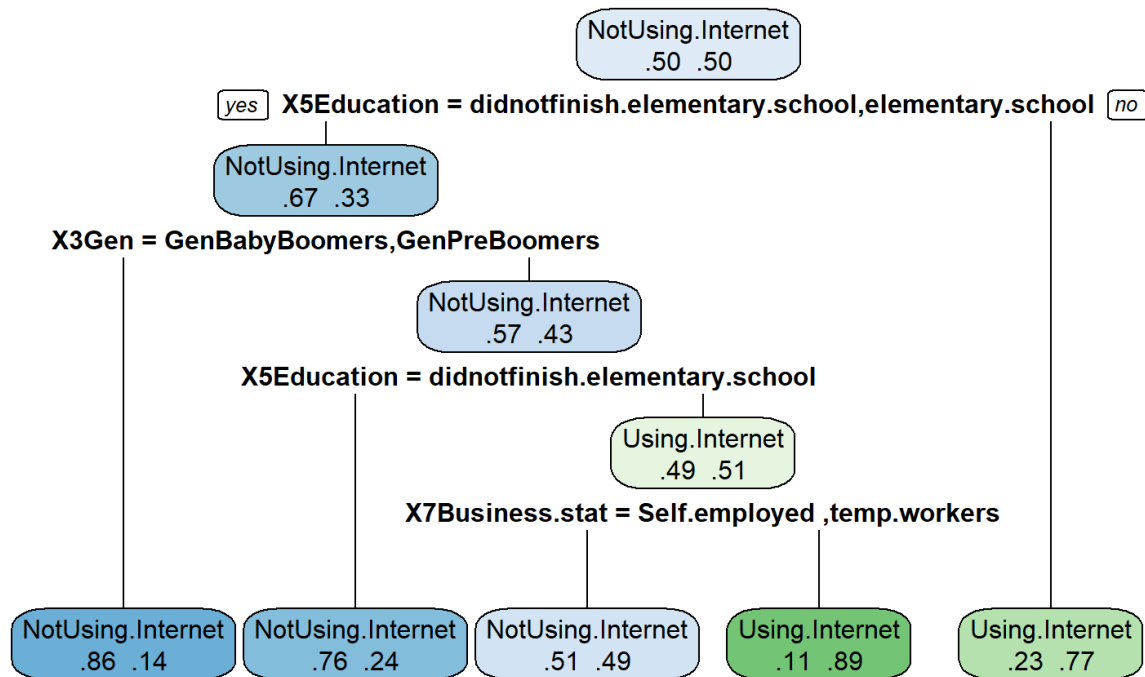 NotUsing.Internet
.50 .50
yes X5Education = didnotfinish.elementary.school,elementary.school no
NotUsing.Internet
.67 .33
X3Gen = GenBabyBoomers,GenPreBoomers
NotUsing.Internet
.57 .43
X5Education = didnotfinish.elementary.school
Using.Internet
.49 .51
X7Business.stat = Self.employed ,temp.workers
NotUsing.Internet
.86 .14
NotUsing.Internet
.76 .24
NotUsing.Internet
.51 .49
Using.Internet
.11 .89
Using.Internet
.23 .77